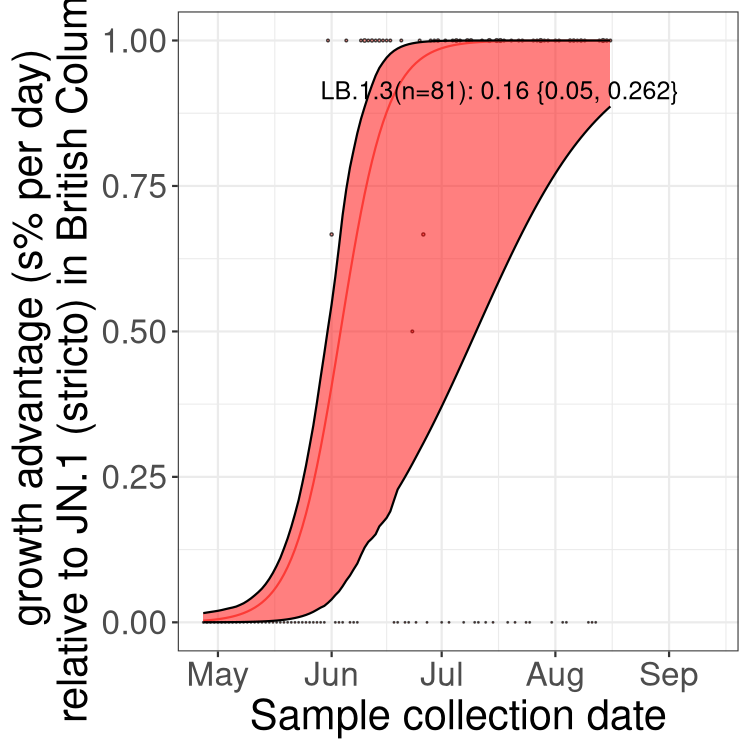 growth advantage (s% per day)
relative to JN.1 (stricto) in British Colum
1.00
0.75
0.50
0.25
0.00
LB.1.3(n=81): 0.16 {0.05, 0.262}
May Jun Jul Aug Sep
Sample collection date